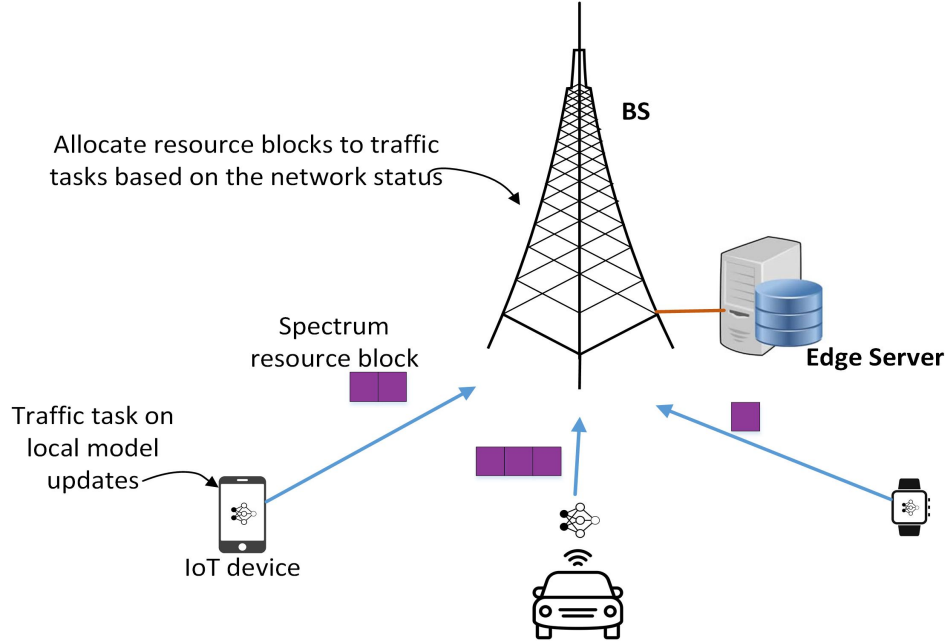 BS
Allocate resource blocks to traffic
tasks based on the network status
Spectrum
resource block
Edge Server
Traffic task on
local model
updates
IoT device